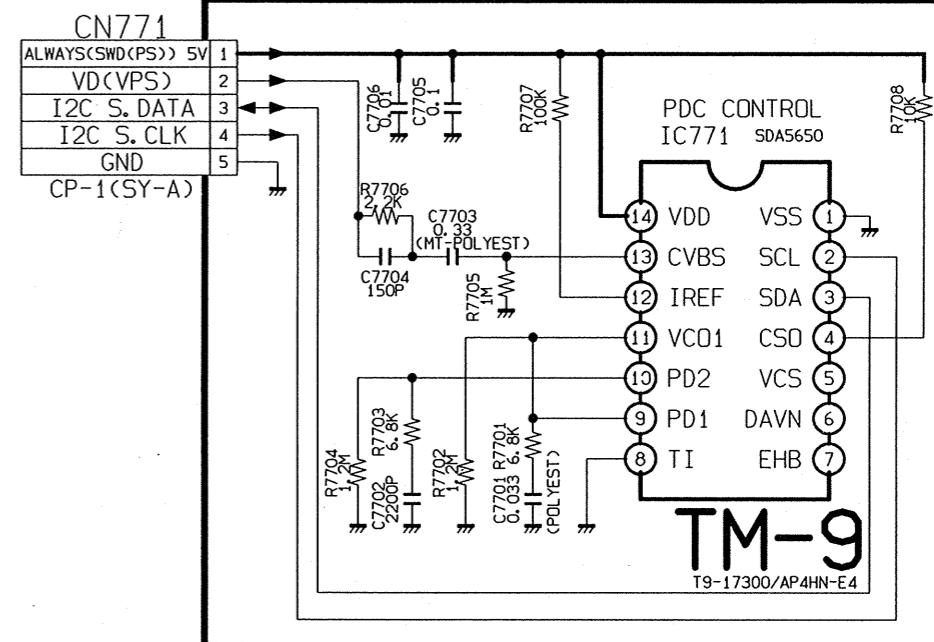 CN771
ALWAYS(SWD(PS)) 5V 1
VD(VPS) 2
I2C S.DATA 3
I2C S.CLK 4
GND 5
CP-1(SY-A)
C7706
0.01
C7705
0.1
R7707
100K
R7708
10K
PDC CONTROL
IC771 SDA5650
R7706
2.2K
C7703
0.33
(MT-POLYEST)
C7704
150P
R7705
1M
14 VDD VSS 1
13 CVBS SCL 2
12 IREF SDA 3
11 VCO1 CSO 4
10 PD2 VCS 5
9 PD1 DAVN 6
8 TI EHB 7
R7704
1.2M
R7703
6.8K
C7702
2200P
R7702
1.2M
R7701
6.8K
C7701
0.033
(POLYEST)
TM-9
T9-17300/AP4HN-E4